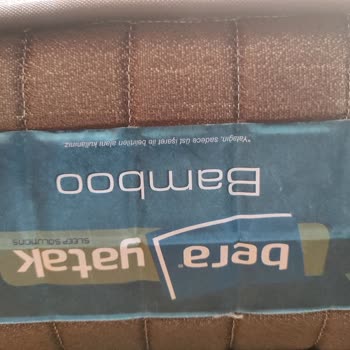 bera yatak
SLEEP SOLUTIONS
Bamboo
*Yatağın, sadece üst işaret ile belirtilen alanı kullanınız.